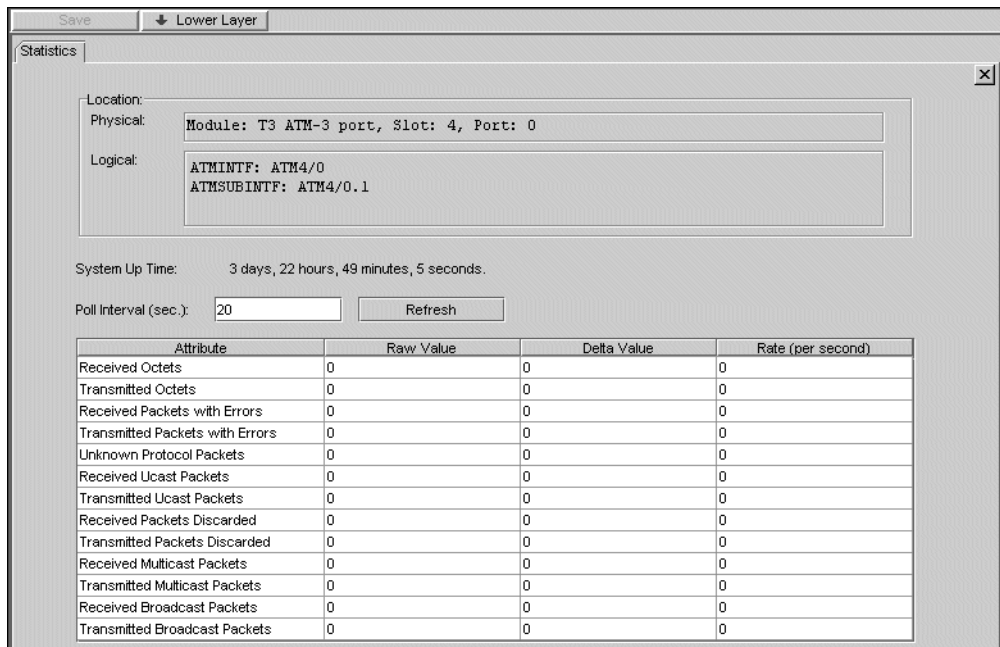 Save Lower Layer
Statistics
Location:
Physical: Module: T3 ATM-3 port, Slot: 4, Port: 0
Logical: ATMINTF: ATM4/0
ATMSUBINTF: ATM4/0.1
System Up Time: 3 days, 22 hours, 49 minutes, 5 seconds.
Poll Interval (sec.): 20 Refresh
Attribute Raw Value Delta Value Rate (per second)
Received Octets 0 0 0
Transmitted Octets 0 0 0
Received Packets with Errors 0 0 0
Transmitted Packets with Errors 0 0 0
Unknown Protocol Packets 0 0 0
Received Ucast Packets 0 0 0
Transmitted Ucast Packets 0 0 0
Received Packets Discarded 0 0 0
Transmitted Packets Discarded 0 0 0
Received Multicast Packets 0 0 0
Transmitted Multicast Packets 0 0 0
Received Broadcast Packets 0 0 0
Transmitted Broadcast Packets 0 0 0